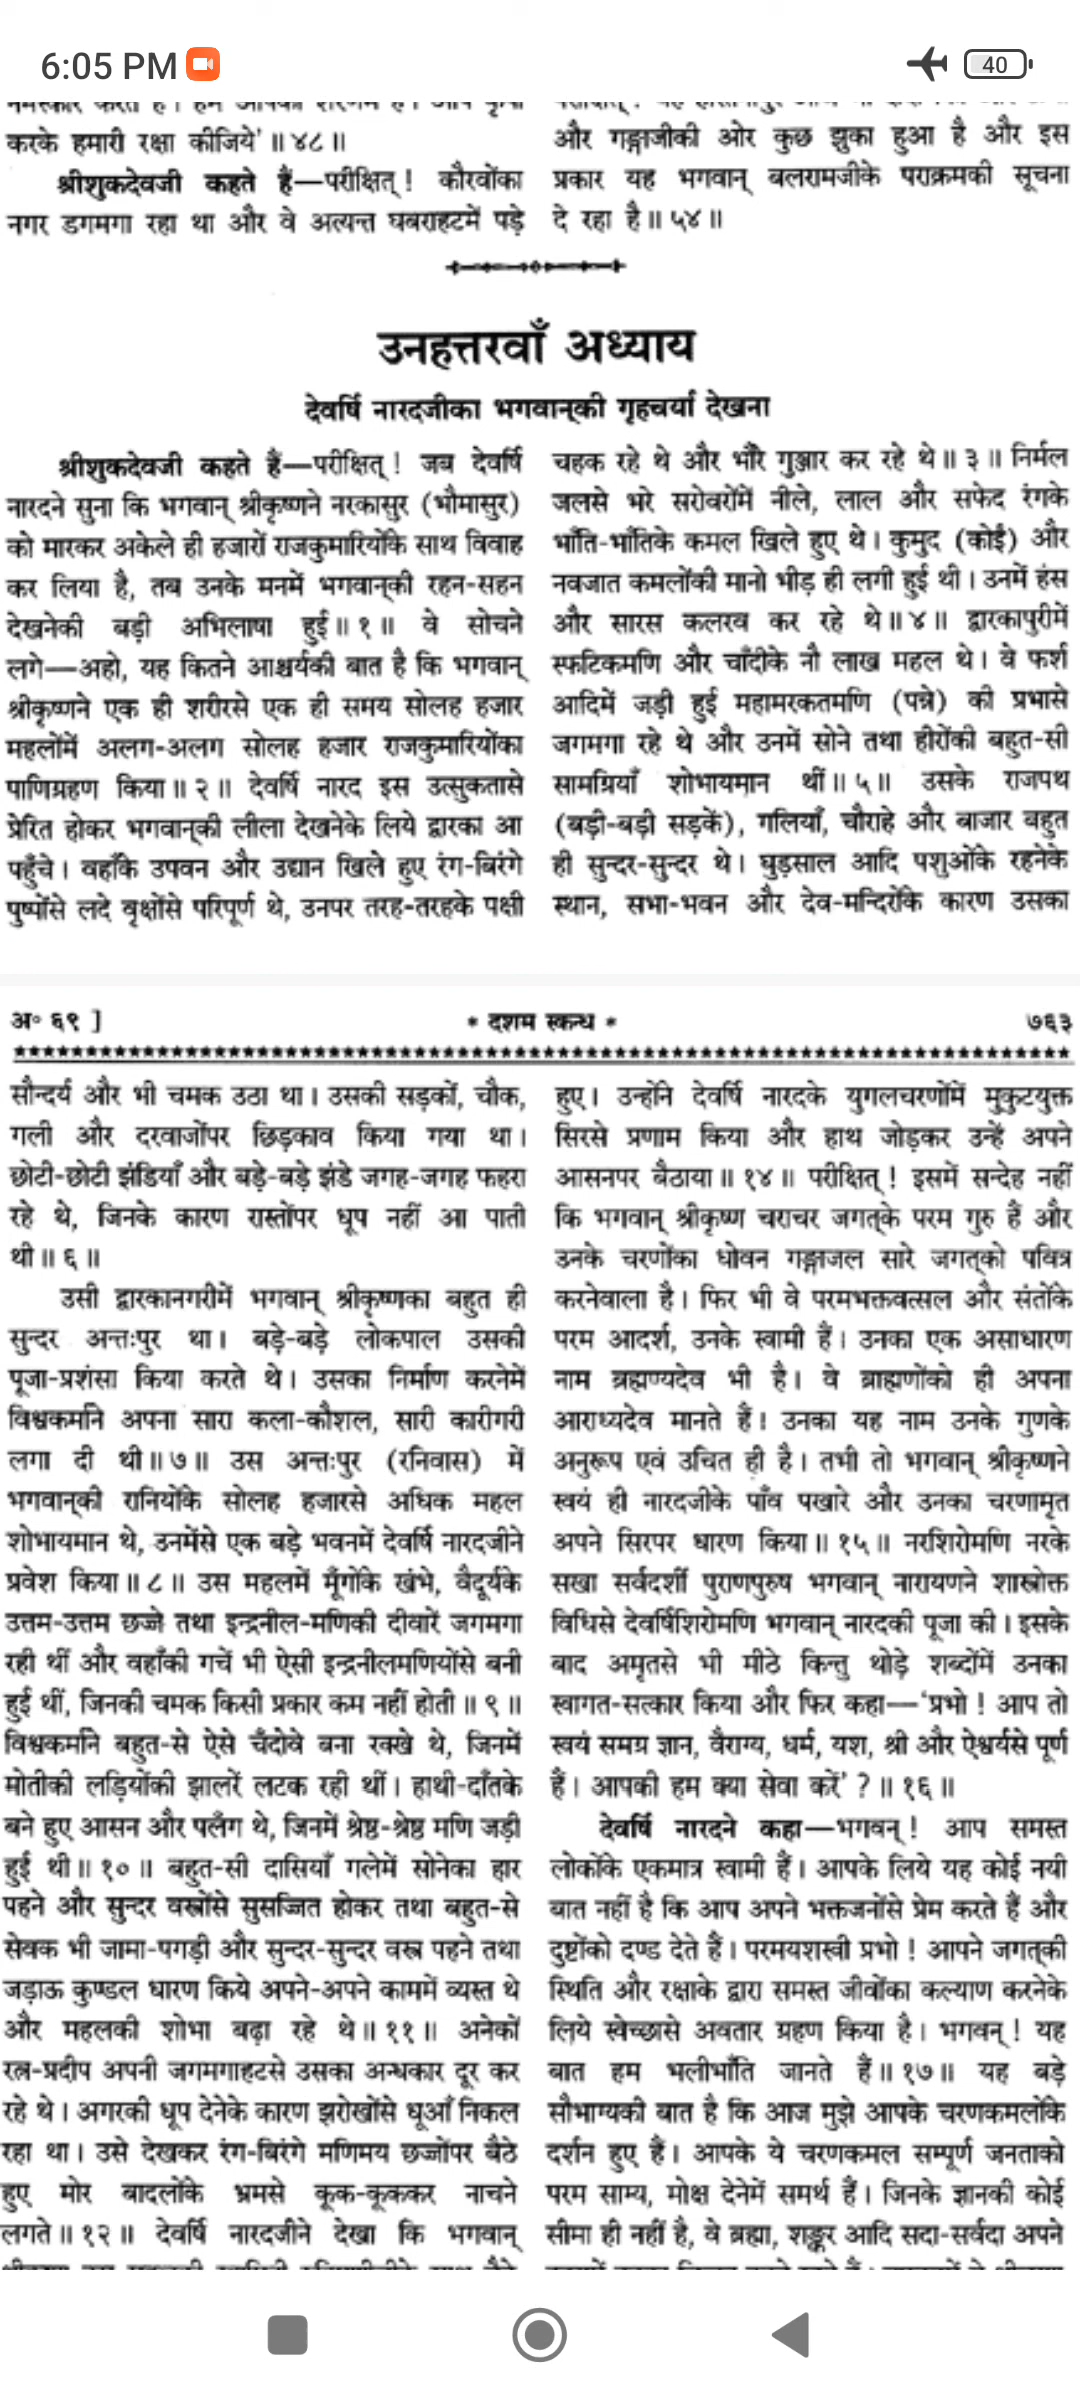 6:05 PM
40
करके हमारी रक्षा कीजिये' ॥ ४८ ॥
श्रीशुकदेवजी कहते हैं—परीक्षित् ! कौरवोंका
नगर डगमगा रहा था और वे अत्यन्त घबराहटमें पड़े
और गङ्गाजीकी ओर कुछ झुका हुआ है और इस
प्रकार यह भगवान् बलरामजीके पराक्रमकी सूचना
दे रहा है ॥ ५४ ॥
उनहत्तरवाँ अध्याय
देवर्षि नारदजीका भगवान्‌की गृहचर्या देखना
श्रीशुकदेवजी कहते हैं—परीक्षित् ! जब देवर्षि
नारदने सुना कि भगवान् श्रीकृष्णने नरकासुर (भौमासुर)
को मारकर अकेले ही हजारों राजकुमारियोंके साथ विवाह
कर लिया है, तब उनके मनमें भगवान्‌की रहन-सहन
देखनेकी बड़ी अभिलाषा हुई ॥ १ ॥ वे सोचने
लगे—अहो, यह कितने आश्चर्यकी बात है कि भगवान्
श्रीकृष्णने एक ही शरीरसे एक ही समय सोलह हजार
महलोंमें अलग-अलग सोलह हजार राजकुमारियोंका
पाणिग्रहण किया ॥ २ ॥ देवर्षि नारद इस उत्सुकतासे
प्रेरित होकर भगवान्‌की लीला देखनेके लिये द्वारका आ
पहुँचे। वहाँके उपवन और उद्यान खिले हुए रंग-बिरंगे
पुष्पोंसे लदे वृक्षोंसे परिपूर्ण थे, उनपर तरह-तरहके पक्षी
चहक रहे थे और भौंरे गुञ्जार कर रहे थे ॥ ३ ॥ निर्मल
जलसे भरे सरोवरोंमें नीले, लाल और सफेद रंगके
भाँति-भाँतिके कमल खिले हुए थे। कुमुद (कोईं) और
नवजात कमलोंकी मानो भीड़ ही लगी हुई थी। उनमें हंस
और सारस कलरव कर रहे थे ॥ ४ ॥ द्वारकापुरीमें
स्फटिकमणि और चाँदीके नौ लाख महल थे। वे फर्श
आदिमें जड़ी हुई महामरकतमणि (पन्ने) की प्रभासे
जगमगा रहे थे और उनमें सोने तथा हीरोंकी बहुत-सी
सामग्रियाँ शोभायमान थीं ॥ ५ ॥ उसके राजपथ
(बड़ी-बड़ी सड़कें), गलियाँ, चौराहे और बाजार बहुत
ही सुन्दर-सुन्दर थे। घुड़साल आदि पशुओंके रहनेके
स्थान, सभा-भवन और देव-मन्दिरोंके कारण उसका
अ० ६९ ]
* दशम स्कन्ध *
७६३
सौन्दर्य और भी चमक उठा था। उसकी सड़कों, चौक,
गली और दरवाजोंपर छिड़काव किया गया था।
छोटी-छोटी झंडियाँ और बड़े-बड़े झंडे जगह-जगह फहरा
रहे थे, जिनके कारण रास्तोंपर धूप नहीं आ पाती
थी ॥ ६ ॥
उसी द्वारकानगरीमें भगवान् श्रीकृष्णका बहुत ही
सुन्दर अन्तःपुर था। बड़े-बड़े लोकपाल उसकी
पूजा-प्रशंसा किया करते थे। उसका निर्माण करनेमें
विश्वकर्माने अपना सारा कला-कौशल, सारी कारीगरी
लगा दी थी ॥ ७ ॥ उस अन्तःपुर (रनिवास) में
भगवान्‌की रानियोंके सोलह हजारसे अधिक महल
शोभायमान थे, उनमेंसे एक बड़े भवनमें देवर्षि नारदजीने
प्रवेश किया ॥ ८ ॥ उस महलमें मूँगोंके खंभे, वैदूर्यके
उत्तम-उत्तम छज्जे तथा इन्द्रनील-मणिकी दीवारें जगमगा
रही थीं और वहाँकी गचें भी ऐसी इन्द्रनीलमणियोंसे बनी
हुई थीं, जिनकी चमक किसी प्रकार कम नहीं होती ॥ ९ ॥
विश्वकर्माने बहुत-से ऐसे चँदोवे बना रक्खे थे, जिनमें
मोतीकी लड़ियोंकी झालरें लटक रही थीं। हाथी-दाँतके
बने हुए आसन और पलँग थे, जिनमें श्रेष्ठ-श्रेष्ठ मणि जड़ी
हुई थी ॥ १० ॥ बहुत-सी दासियाँ गलेमें सोनेका हार
पहने और सुन्दर वस्त्रोंसे सुसज्जित होकर तथा बहुत-से
सेवक भी जामा-पगड़ी और सुन्दर-सुन्दर वस्त्र पहने तथा
जड़ाऊ कुण्डल धारण किये अपने-अपने काममें व्यस्त थे
और महलकी शोभा बढ़ा रहे थे ॥ ११ ॥ अनेकों
रत्न-प्रदीप अपनी जगमगाहटसे उसका अन्धकार दूर कर
रहे थे। अगरकी धूप देनेके कारण झरोखोंसे धूआँ निकल
रहा था। उसे देखकर रंग-बिरंगे मणिमय छज्जोंपर बैठे
हुए मोर बादलोंके भ्रमसे कूक-कूककर नाचने
लगते ॥ १२ ॥ देवर्षि नारदजीने देखा कि भगवान्
हुए। उन्होंने देवर्षि नारदके युगलचरणोंमें मुकुटयुक्त
सिरसे प्रणाम किया और हाथ जोड़कर उन्हें अपने
आसनपर बैठाया ॥ १४ ॥ परीक्षित् ! इसमें सन्देह नहीं
कि भगवान् श्रीकृष्ण चराचर जगत्‌के परम गुरु हैं और
उनके चरणोंका धोवन गङ्गाजल सारे जगत्‌को पवित्र
करनेवाला है। फिर भी वे परमभक्तवत्सल और संतोंके
परम आदर्श, उनके स्वामी हैं। उनका एक असाधारण
नाम ब्रह्मण्यदेव भी है। वे ब्राह्मणोंको ही अपना
आराध्यदेव मानते हैं। उनका यह नाम उनके गुणके
अनुरूप एवं उचित ही है। तभी तो भगवान् श्रीकृष्णने
स्वयं ही नारदजीके पाँव पखारे और उनका चरणामृत
अपने सिरपर धारण किया ॥ १५ ॥ नरशिरोमणि नरके
सखा सर्वदर्शी पुराणपुरुष भगवान् नारायणने शास्त्रोक्त
विधिसे देवर्षिशिरोमणि भगवान् नारदकी पूजा की। इसके
बाद अमृतसे भी मीठे किन्तु थोड़े शब्दोंमें उनका
स्वागत-सत्कार किया और फिर कहा—'प्रभो ! आप तो
स्वयं समग्र ज्ञान, वैराग्य, धर्म, यश, श्री और ऐश्वर्यसे पूर्ण
हैं। आपकी हम क्या सेवा करें' ? ॥ १६ ॥
देवर्षि नारदने कहा—भगवन् ! आप समस्त
लोकोंके एकमात्र स्वामी हैं। आपके लिये यह कोई नयी
बात नहीं है कि आप अपने भक्तजनोंसे प्रेम करते हैं और
दुष्टोंको दण्ड देते हैं। परमयशस्वी प्रभो ! आपने जगत्‌की
स्थिति और रक्षाके द्वारा समस्त जीवोंका कल्याण करनेके
लिये स्वेच्छासे अवतार ग्रहण किया है। भगवन् ! यह
बात हम भलीभाँति जानते हैं ॥ १७ ॥ यह बड़े
सौभाग्यकी बात है कि आज मुझे आपके चरणकमलोंके
दर्शन हुए हैं। आपके ये चरणकमल सम्पूर्ण जनताको
परम साम्य, मोक्ष देनेमें समर्थ हैं। जिनके ज्ञानकी कोई
सीमा ही नहीं है, वे ब्रह्मा, शङ्कर आदि सदा-सर्वदा अपने